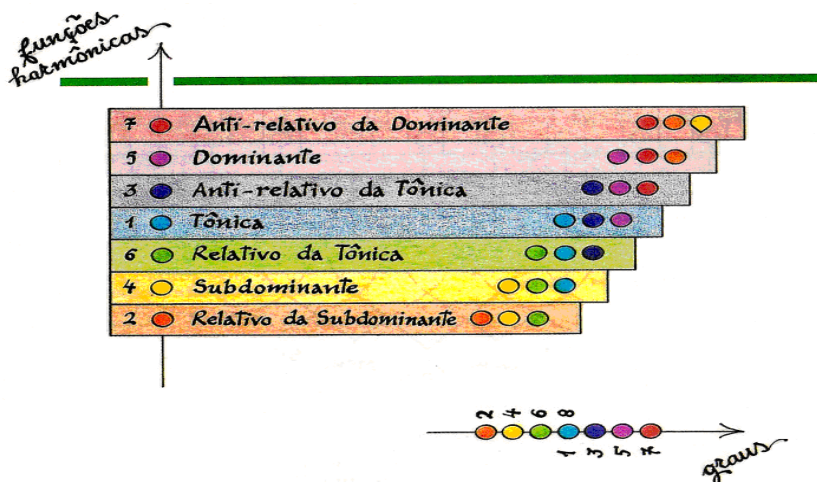 funções
harmônicas
7 Anti-relativo da Dominante
5 Dominante
3 Anti-relativo da Tônica
1 Tônica
6 Relativo da Tônica
4 Subdominante
2 Relativo da Subdominante
2 4 6 8
1 3 5 7
graus